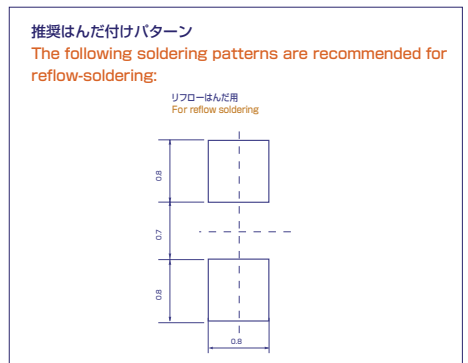 推奨はんだ付けパターン
The following soldering patterns are recommended for
reflow-soldering:
リフローはんだ用
For reflow soldering
0.8
0.7
0.8
0.8